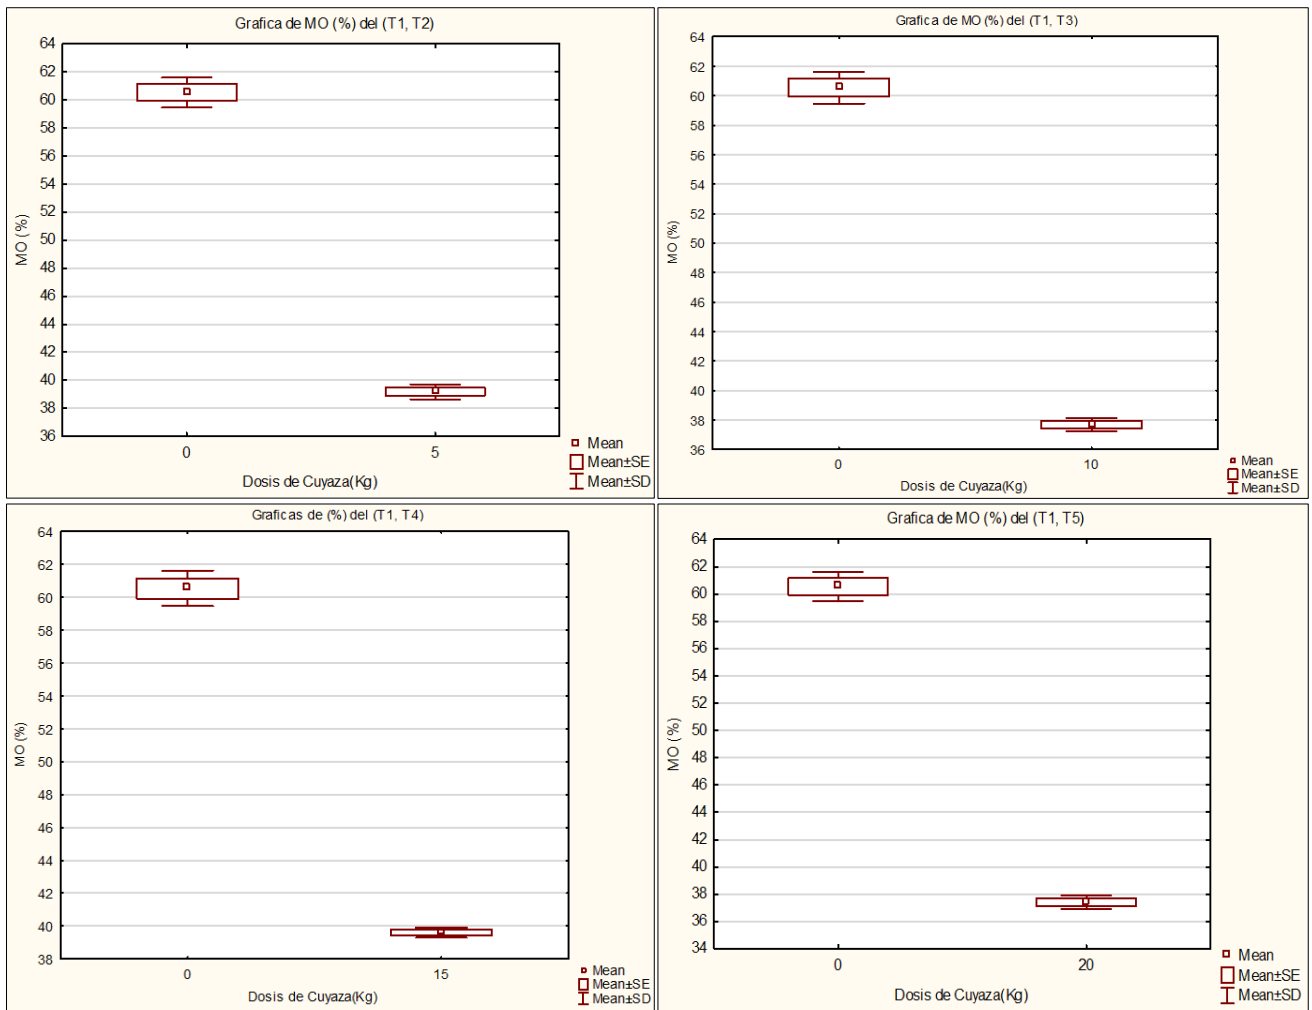 Grafica de MO (%) del (T1, T2)
64
62
60
58
56
54
52
50
48
46
44
42
40
38
36
MO (%)
0
5
Dosis de Cuyaza(Kg)
Mean
Mean±SE
Mean±SD
Grafica de MO (%) del (T1, T3)
64
62
60
58
56
54
52
50
48
46
44
42
40
38
36
MO (%)
0
10
Dosis de Cuyaza(Kg)
Mean
Mean±SE
Mean±SD
Graficas de (%) del (T1, T4)
64
62
60
58
56
54
52
50
48
46
44
42
40
38
MO (%)
0
15
Dosis de Cuyaza(Kg)
Mean
Mean±SE
Mean±SD
Grafica de MO (%) del (T1, T5)
64
62
60
58
56
54
52
50
48
46
44
42
40
38
36
34
MO (%)
0
20
Dosis de Cuyaza(Kg)
Mean
Mean±SE
Mean±SD